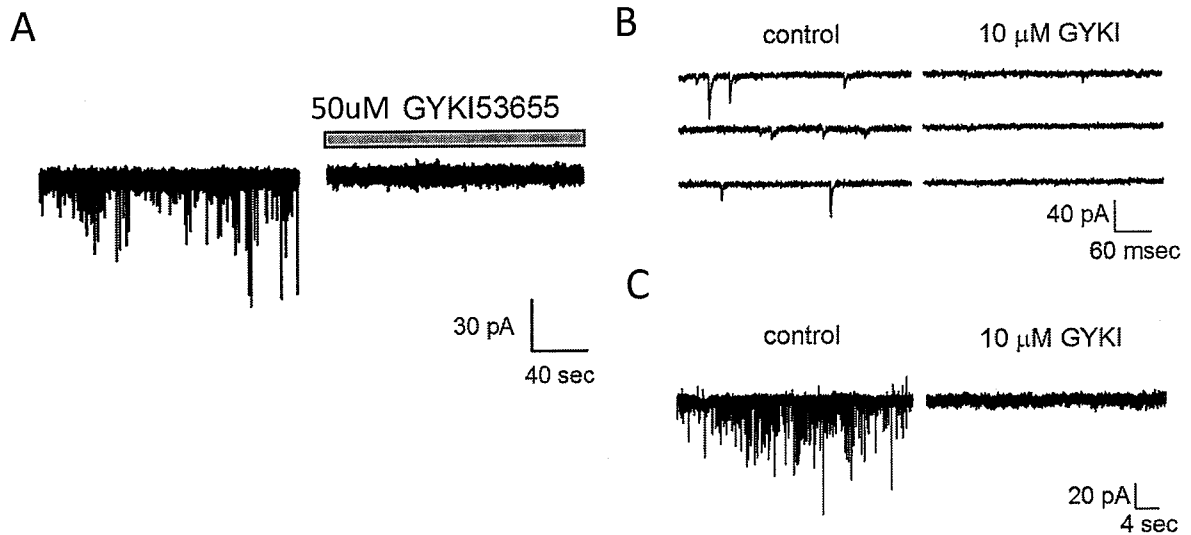 A
50uM GYKI53655
30 pA
40 sec
B
control
10 μM GYKI
40 pA
60 msec
C
control
10 μM GYKI
20 pA
4 sec